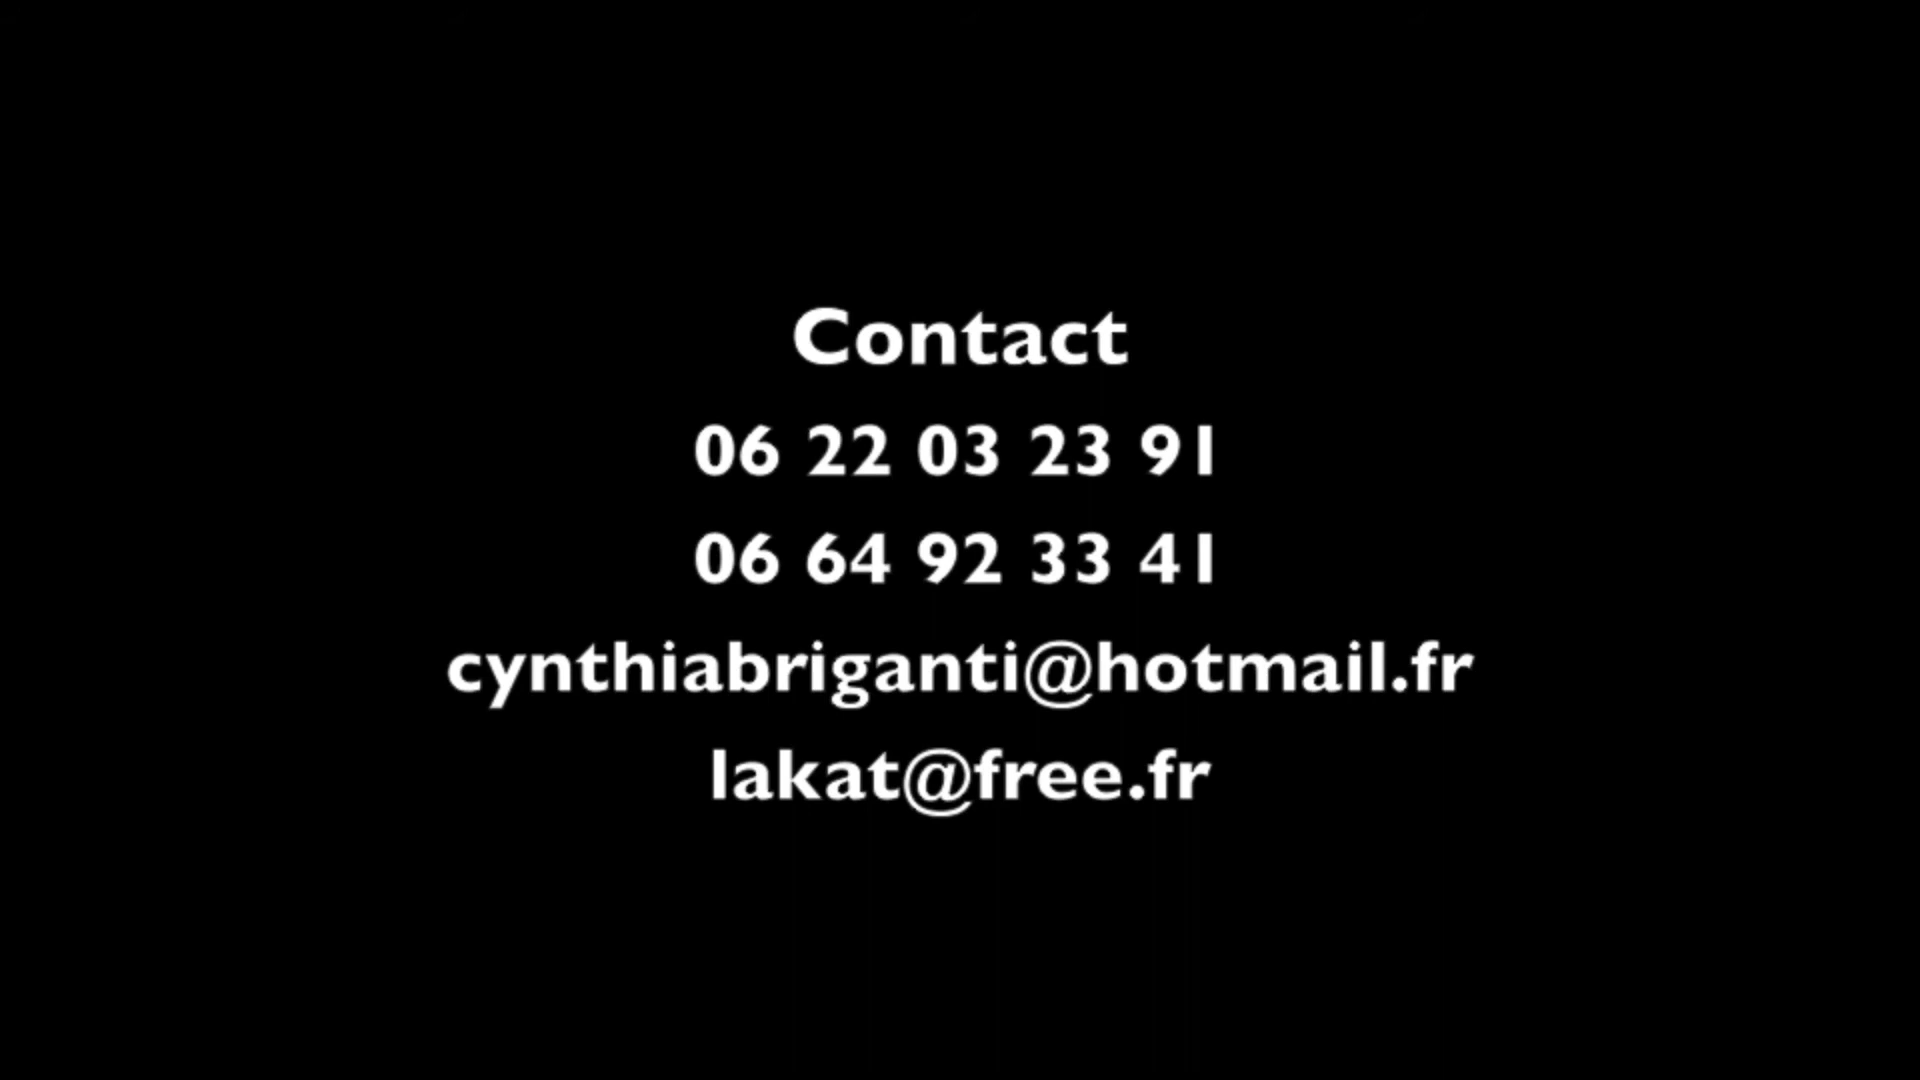 Contact
06 22 03 23 91
06 64 92 33 41
cynthiabriganti@hotmail.fr
lakat@free.fr